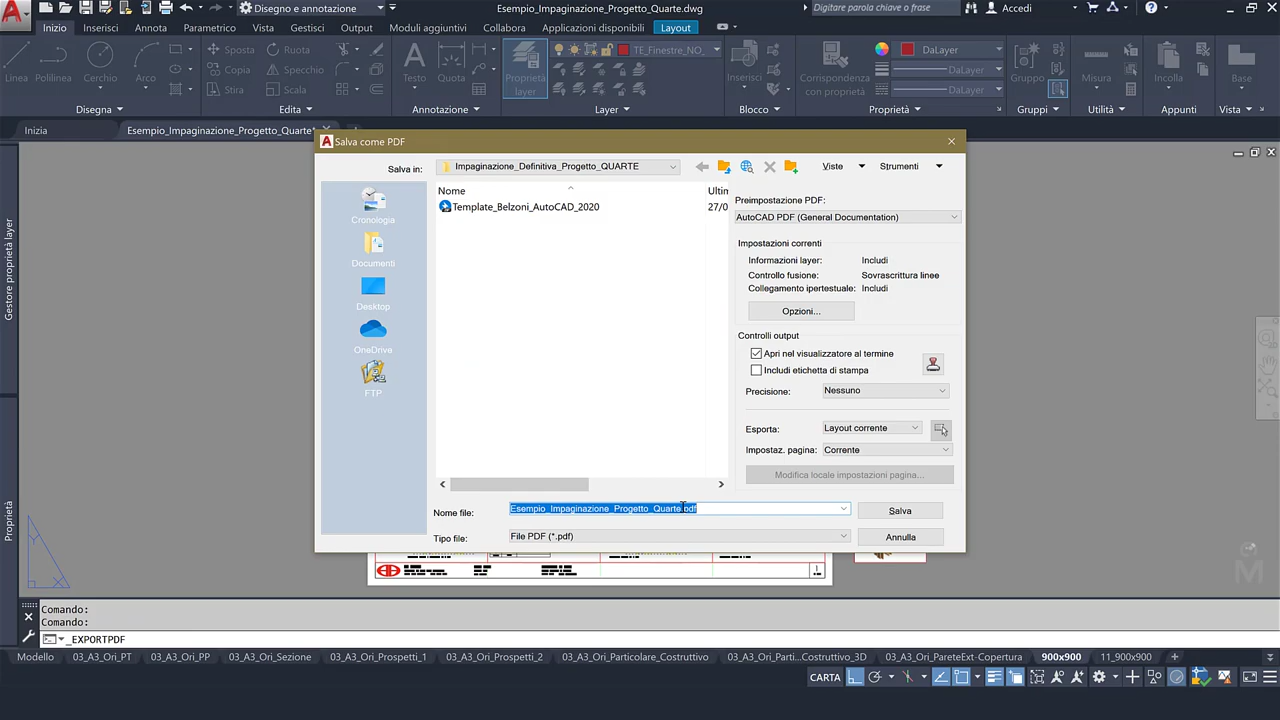 Disegno e annotazione
Esempio_Impaginazione_Progetto_Quarte.dwg
Digitare parola chiave o frase
Accedi
Inizio
Inserisci
Annota
Parametrico
Vista
Gestisci
Output
Moduli aggiuntivi
Collabora
Applicazioni disponibili
Layout
Sposta
Ruota
TE_Finestre_NO_
DaLayer
Linea
Polilinea
Cerchio
Arco
Copia
Specchio
Testo
Quota
Proprietà
layer
Inserisci
Corrispondenza
con proprietà
DaLayer
Gruppo
Misura
Incolla
Base
Stira
Scala
DaLayer
Disegna
Edita
Annotazione
Layer
Blocco
Proprietà
Gruppi
Utilità
Appunti
Vista
Inizia
Esempio_Impaginazione_Progetto_Quarte*
Salva come PDF
Salva in:
Impaginazione_Definitiva_Progetto_QUARTE
Viste
Strumenti
Nome
Ultim
Template_Belzoni_AutoCAD_2020
27/0
Cronologia
Documenti
Desktop
OneDrive
FTP
Preimpostazione PDF:
AutoCAD PDF (General Documentation)
Impostazioni correnti
Informazioni layer: Includi
Controllo fusione: Sovrascrittura linee
Collegamento ipertestuale: Includi
Opzioni...
Controlli output
Apri nel visualizzatore al termine
Includi etichetta di stampa
Precisione: Nessuno
Esporta: Layout corrente
Impostaz. pagina: Corrente
Modifica locale impostazioni pagina...
Nome file: Esempio_Impaginazione_Progetto_Quarte.pdf
Salva
Tipo file: File PDF (*.pdf)
Annulla
Gestore proprietà layer
Proprietà
Comando:
Comando:
_EXPORTPDF
Modello
03_A3_Ori_PT
03_A3_Ori_PP
03_A3_Ori_Sezione
03_A3_Ori_Prospetti_1
03_A3_Ori_Prospetti_2
03_A3_Ori_Particolare_Costruttivo
03_A3_Ori_Parti...Costruttivo_3D
03_A3_Ori_PareteExt-Copertura
900x900
11_900x900
CARTA